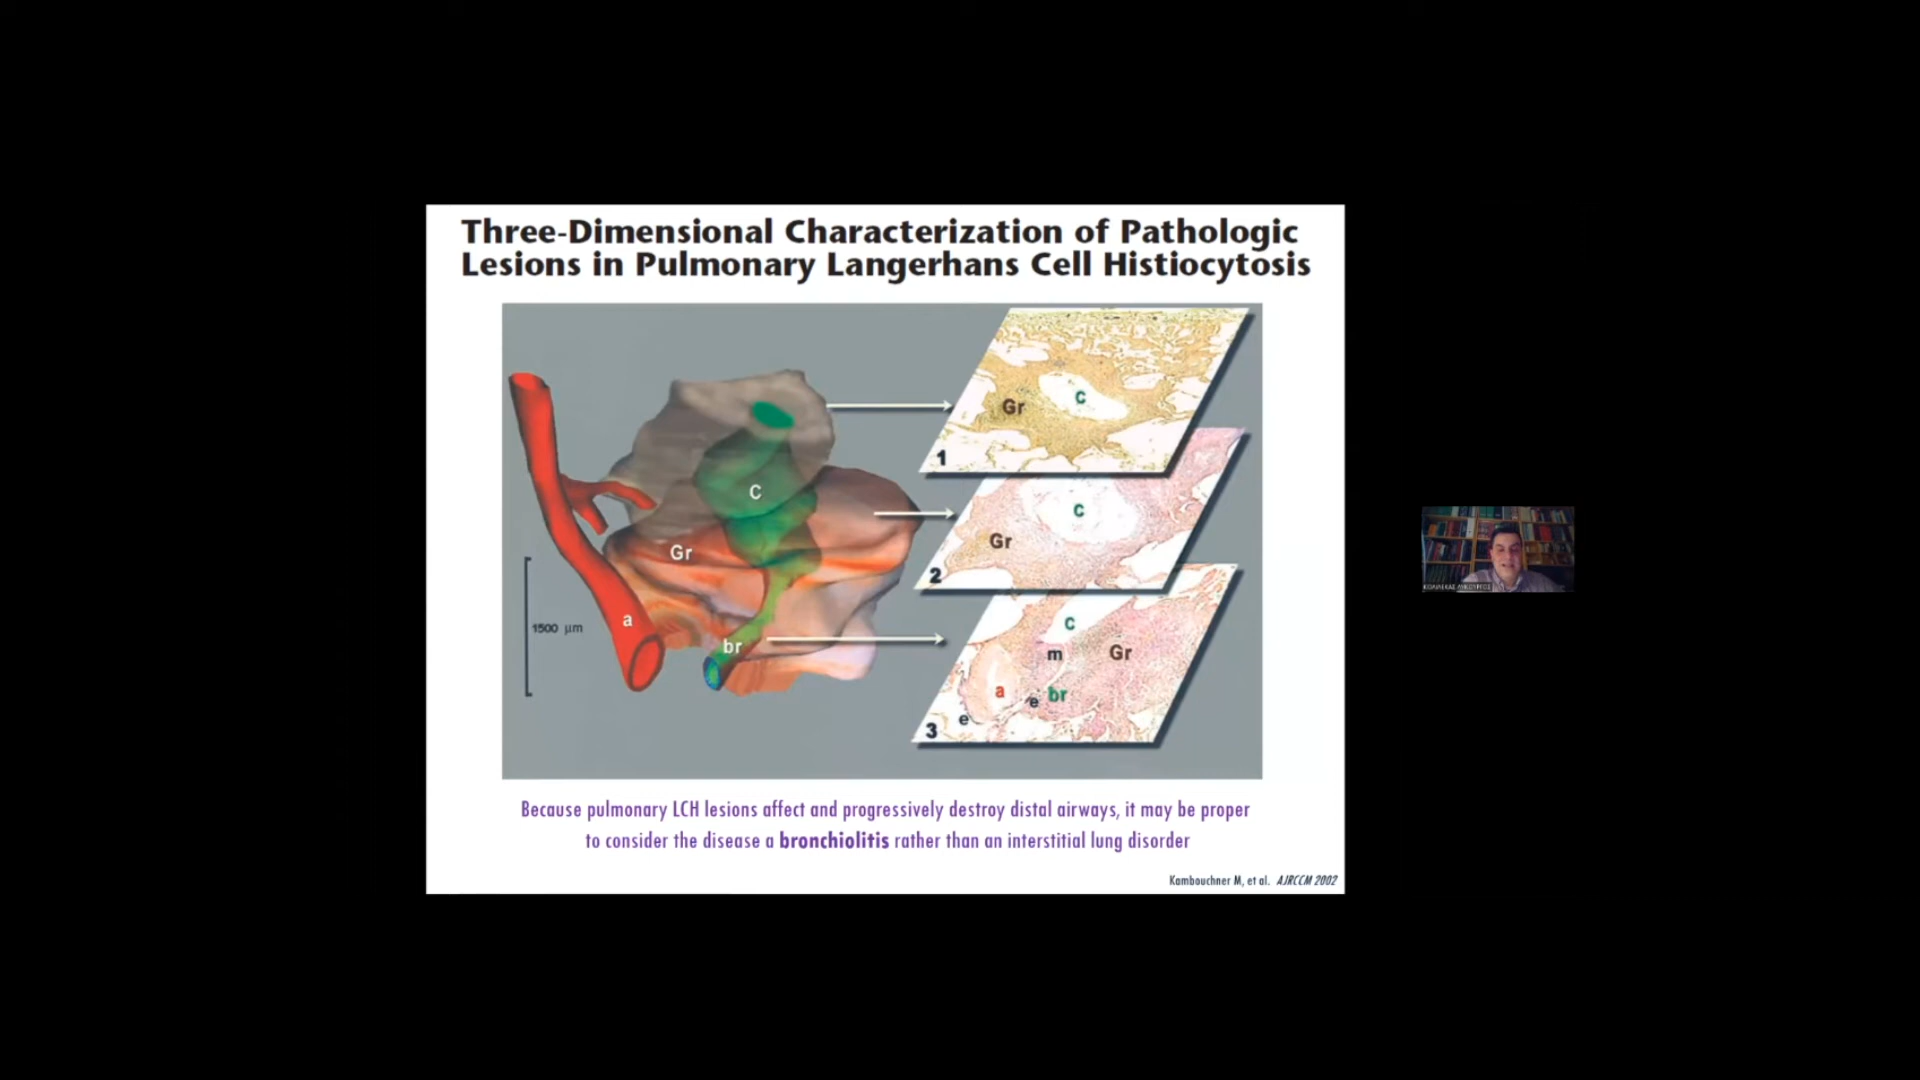 Three-Dimensional Characterization of Pathologic
Lesions in Pulmonary Langerhans Cell Histiocytosis
Gr
C
1
C
Gr
2
C
Gr
C
m
Gr
a
e
br
e
3
Gr
a
1500 µm
br
Because pulmonary LCH lesions affect and progressively destroy distal airways, it may be proper
to consider the disease a bronchiolitis rather than an interstitial lung disorder
Kambouchner M, et al. AJRCCM 2002